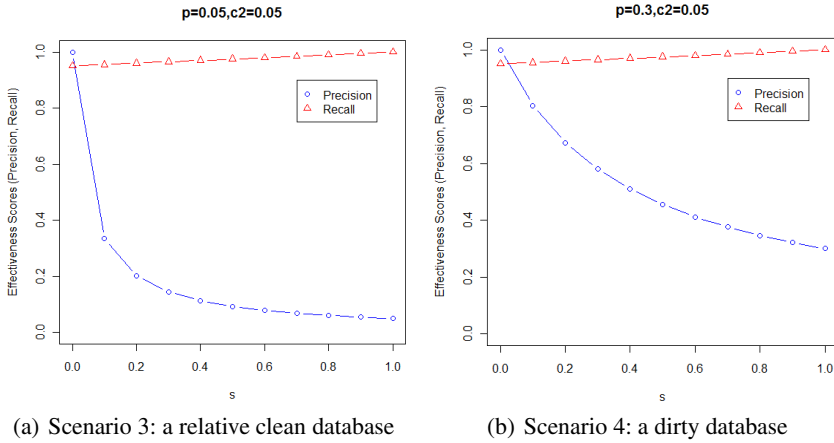 p=0.05,c2=0.05
Effectiveness Scores (Precision, Recall)
1.0
0.8
0.6
0.4
0.2
0.0
Precision
Recall
0.0 0.2 0.4 0.6 0.8 1.0
s
(a) Scenario 3: a relative clean database
p=0.3,c2=0.05
Effectiveness Scores (Precision, Recall)
1.0
0.8
0.6
0.4
0.2
0.0
Precision
Recall
0.0 0.2 0.4 0.6 0.8 1.0
s
(b) Scenario 4: a dirty database